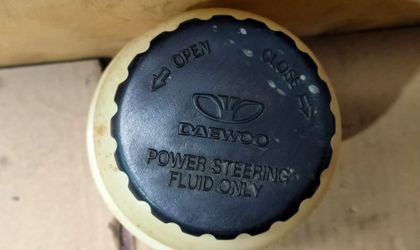 OPEN CLOSE
DAEWOO
POWER STEERING
FLUID ONLY